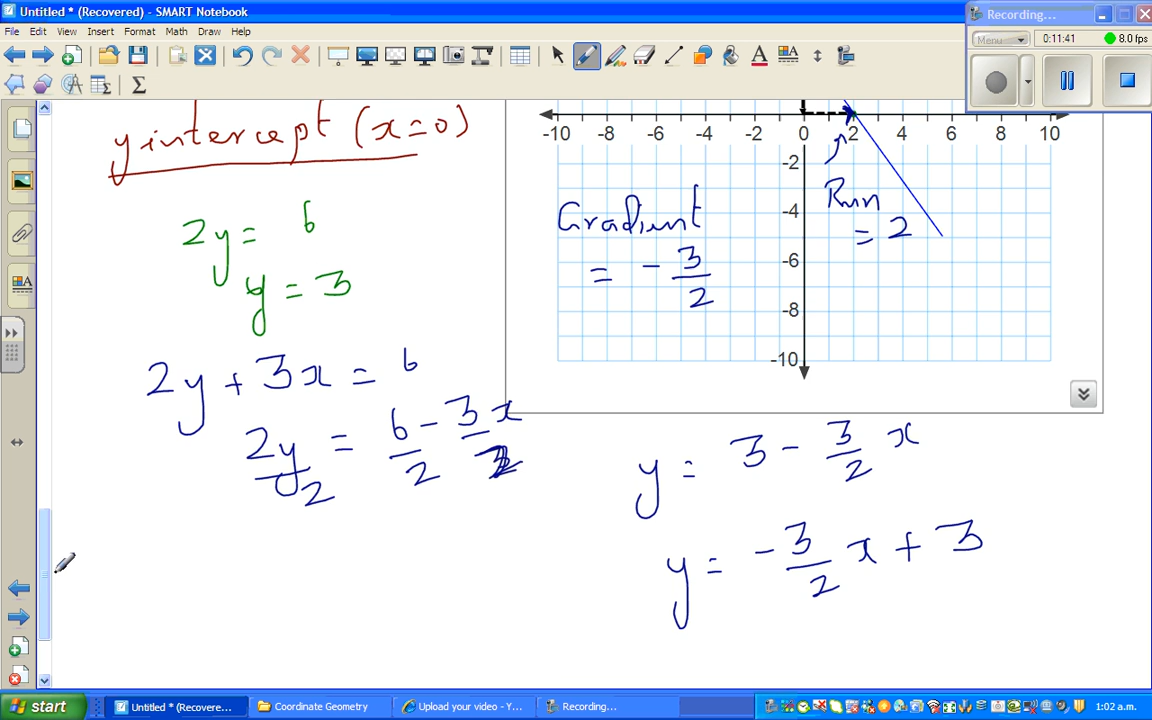 Untitled * (Recovered) - SMART Notebook
File Edit View Insert Format Math Draw Help
Recording...
Menu
0:11:41
8.0 fps
y intercept (x=0)
2y = 6
y = 3
2y + 3x = 6
2y/2 = 6/2 - 3x/2
-10 -8 -6 -4 -2 0 2 4 6 8 10
-2
-4
-6
-8
-10
Run
= 2
Gradient
= - 3/2
y = 3 - 3/2 x
y = - 3/2 x + 3
start
Untitled * (Recovere...
Coordinate Geometry
Upload your video - Y...
Recording...
1:02 a.m.